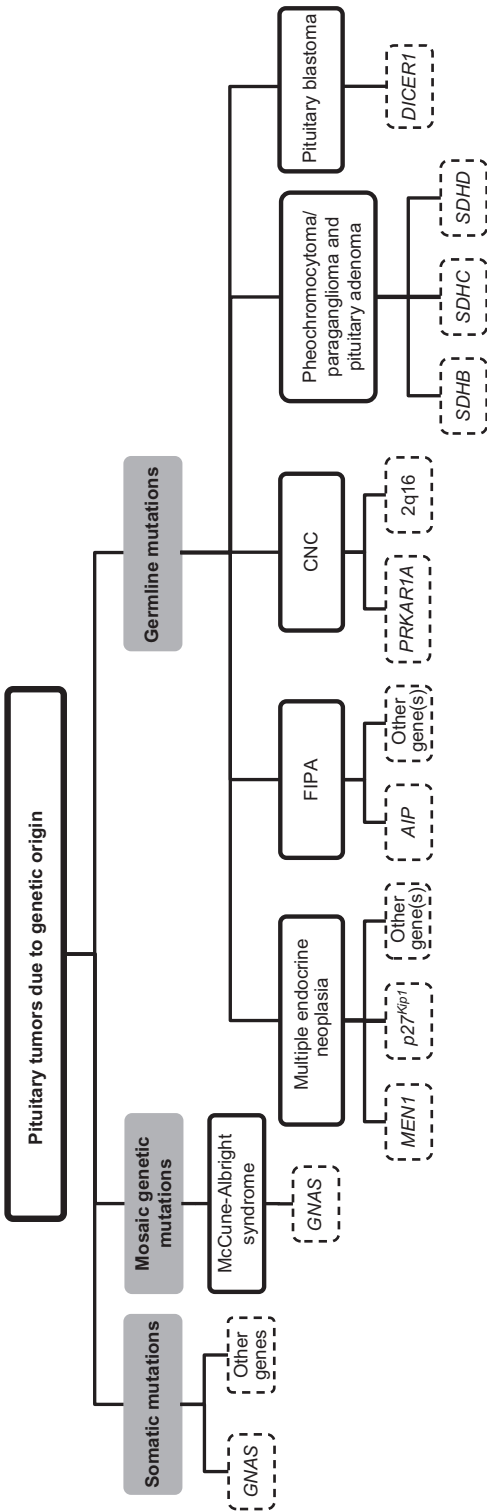 Pituitary tumors due to genetic origin
Somatic mutations
Mosaic genetic
mutations
Germline mutations
GNAS
Other
genes
McCune-Albright
syndrome
GNAS
Multiple endocrine
neoplasia
FIPA
CNC
Pheochromocytoma/
paraganglioma and
pituitary adenoma
Pituitary blastoma
MEN1
p27Kip1
Other
gene(s)
AIP
Other
gene(s)
PRKAR1A
2q16
SDHB
SDHC
SDHD
DICER1